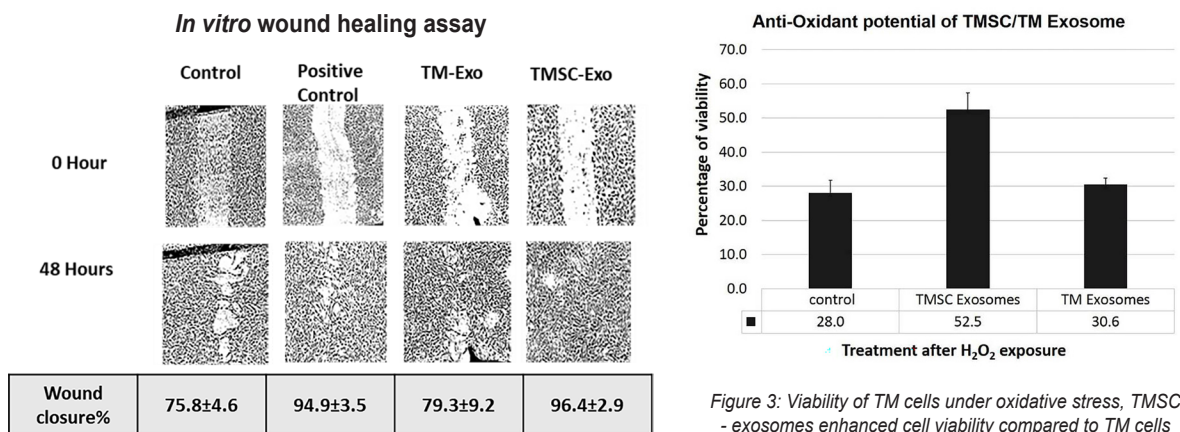 In vitro wound healing assay
Control Positive Control TM-Exo TMSC-Exo
0 Hour
48 Hours
Wound closure% 75.8±4.6 94.9±3.5 79.3±9.2 96.4±2.9
Anti-Oxidant potential of TMSC/TM Exosome
Percentage of viability
70.0
60.0
50.0
40.0
30.0
20.0
10.0
0.0
control TMSC Exosomes TM Exosomes
28.0 52.5 30.6
Treatment after H₂O₂ exposure
Figure 3: Viability of TM cells under oxidative stress, TMSC
- exosomes enhanced cell viability compared to TM cells